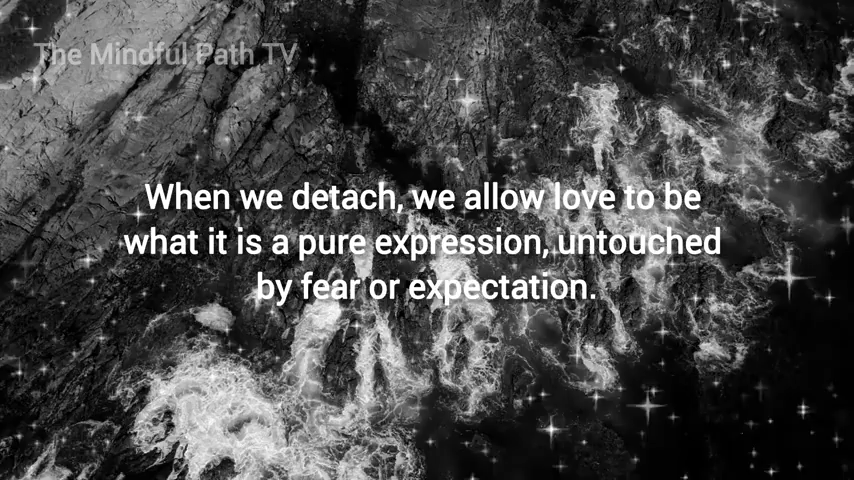 The Mindful Path TV
When we detach, we allow love to be
what it is a pure expression, untouched
by fear or expectation.